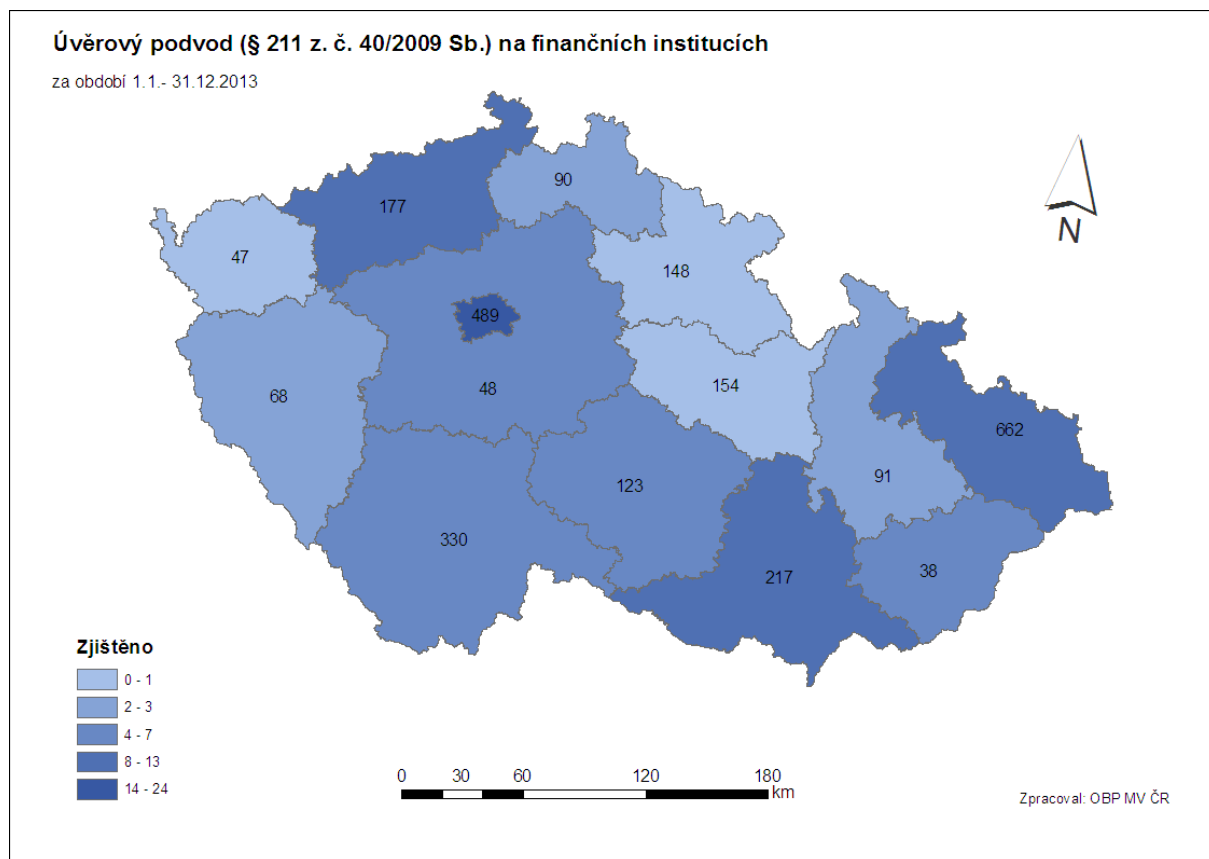 Úvěrový podvod (§ 211 z. č. 40/2009 Sb.) na finančních institucích
za období 1.1.- 31.12.2013
90
177
47
148
489
154
68
48
662
91
123
330
217
38
N
Zjištěno
0 - 1
2 - 3
4 - 7
8 - 13
14 - 24
0 30 60 120 180
km
Zpracoval: OBP MV ČR